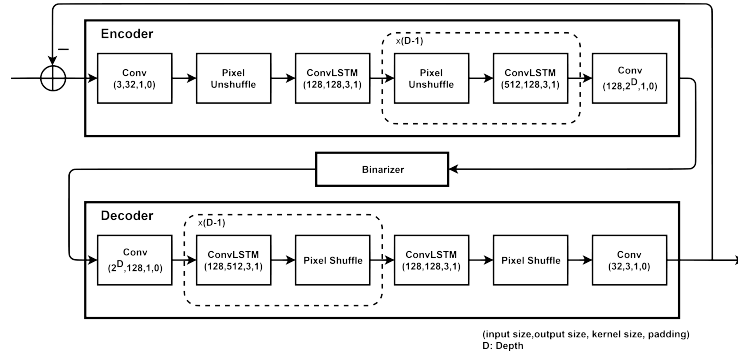 Encoder
x(D-1)
Conv
(3,32,1,0)
Pixel
Unshuffle
ConvLSTM
(128,128,3,1)
Pixel
Unshuffle
ConvLSTM
(512,128,3,1)
Conv
(128,2^D,1,0)
Binarizer
Decoder
x(D-1)
Conv
(2^D,128,1,0)
ConvLSTM
(128,512,3,1)
Pixel Shuffle
ConvLSTM
(128,128,3,1)
Pixel Shuffle
Conv
(32,3,1,0)
(input size,output size, kernel size, padding)
D: Depth